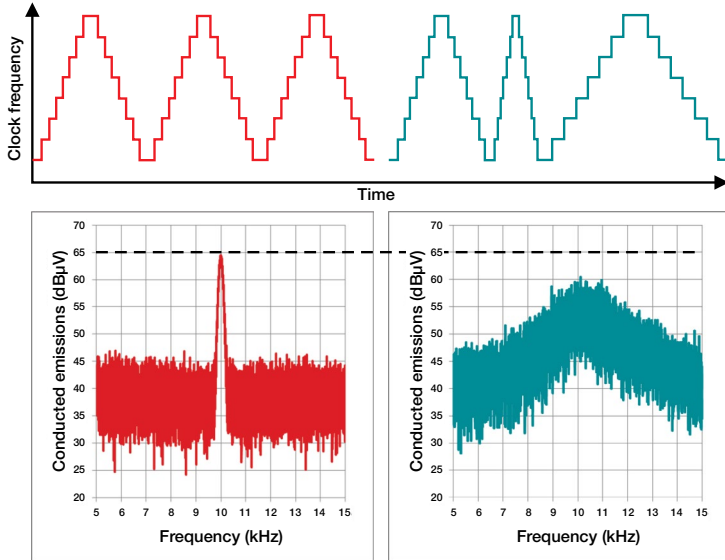 Clock frequency
Time
Conducted emissions (dBµV)
70
65
60
55
50
45
40
35
30
25
20
5 6 7 8 9 10 11 12 13 14 15
Frequency (kHz)
Conducted emissions (dBµV)
70
65
60
55
50
45
40
35
30
25
20
5 6 7 8 9 10 11 12 13 14 15
Frequency (kHz)